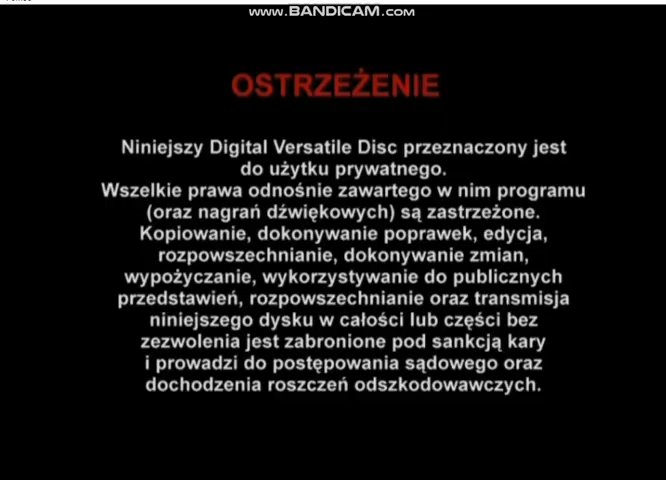 www.BANDICAM.com
OSTRZEŻENIE
Niniejszy Digital Versatile Disc przeznaczony jest
do użytku prywatnego.
Wszelkie prawa odnośnie zawartego w nim programu
(oraz nagrań dźwiękowych) są zastrzeżone.
Kopiowanie, dokonywanie poprawek, edycja,
rozpowszechnianie, dokonywanie zmian,
wypożyczanie, wykorzystywanie do publicznych
przedstawień, rozpowszechnianie oraz transmisja
niniejszego dysku w całości lub części bez
zezwolenia jest zabronione pod sankcją kary
i prowadzi do postępowania sądowego oraz
dochodzenia roszczeń odszkodowawczych.